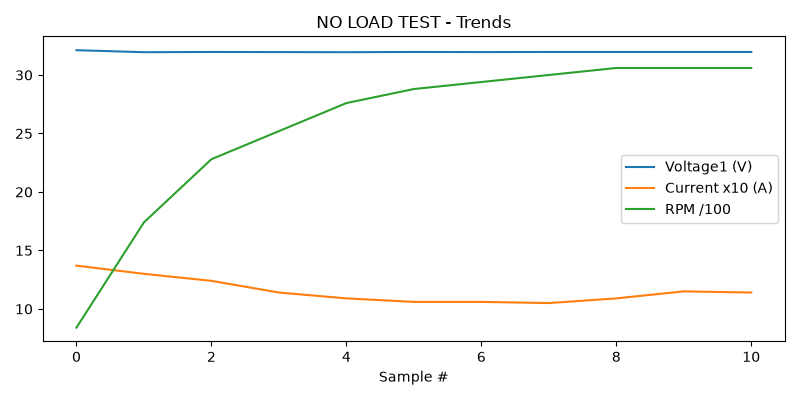 NO LOAD TEST - Trends
30
25
20
15
10
Voltage1 (V)
Current x10 (A)
RPM /100
0 2 4 6 8 10
Sample #